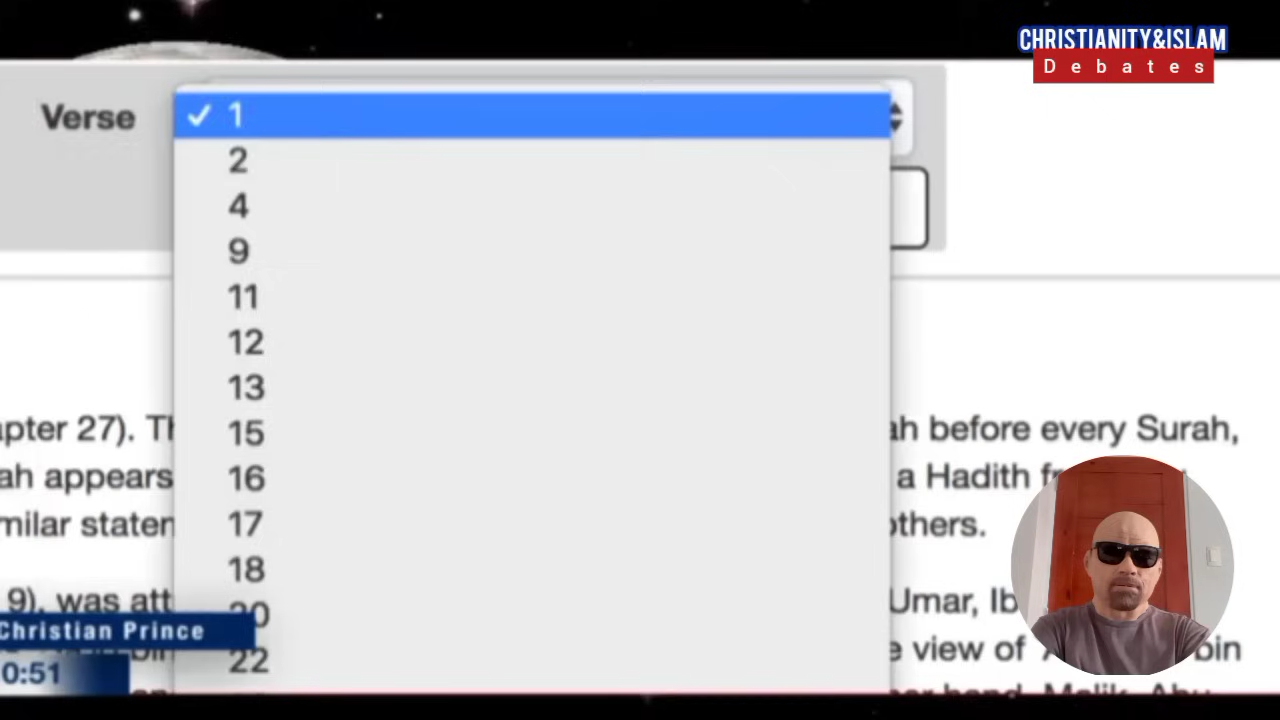 CHRISTIANITY&ISLAM
Debates
Verse
1
2
4
9
11
12
13
15
16
17
18
20
22
apter 27). Th
ah before every Surah,
ah appears
a Hadith
milar staten
others.
9), was att
Umar, Ib
Christian Prince
e view of
bin
0:51